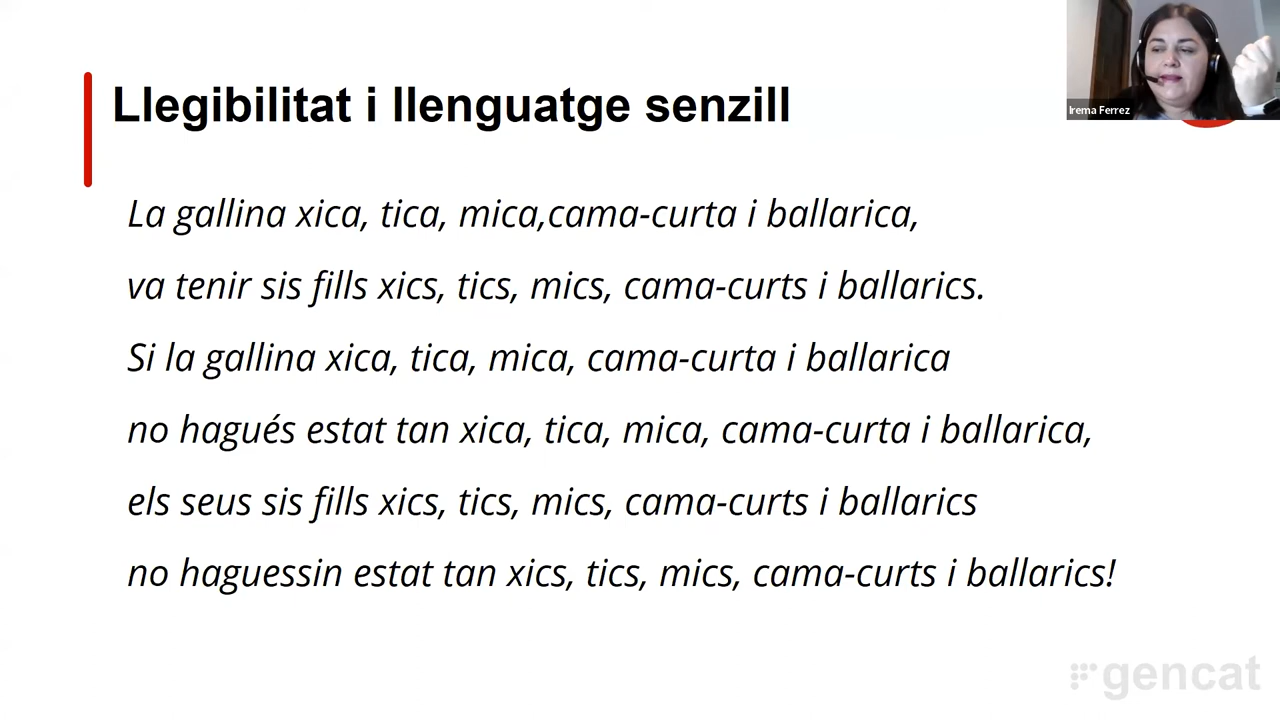 Llegibilitat i llenguatge senzill
Irema Ferrez
La gallina xica, tica, mica,cama-curta i ballarica,
va tenir sis fills xics, tics, mics, cama-curts i ballarics.
Si la gallina xica, tica, mica, cama-curta i ballarica
no hagués estat tan xica, tica, mica, cama-curta i ballarica,
els seus sis fills xics, tics, mics, cama-curts i ballarics
no haguessin estat tan xics, tics, mics, cama-curts i ballarics!
gencat